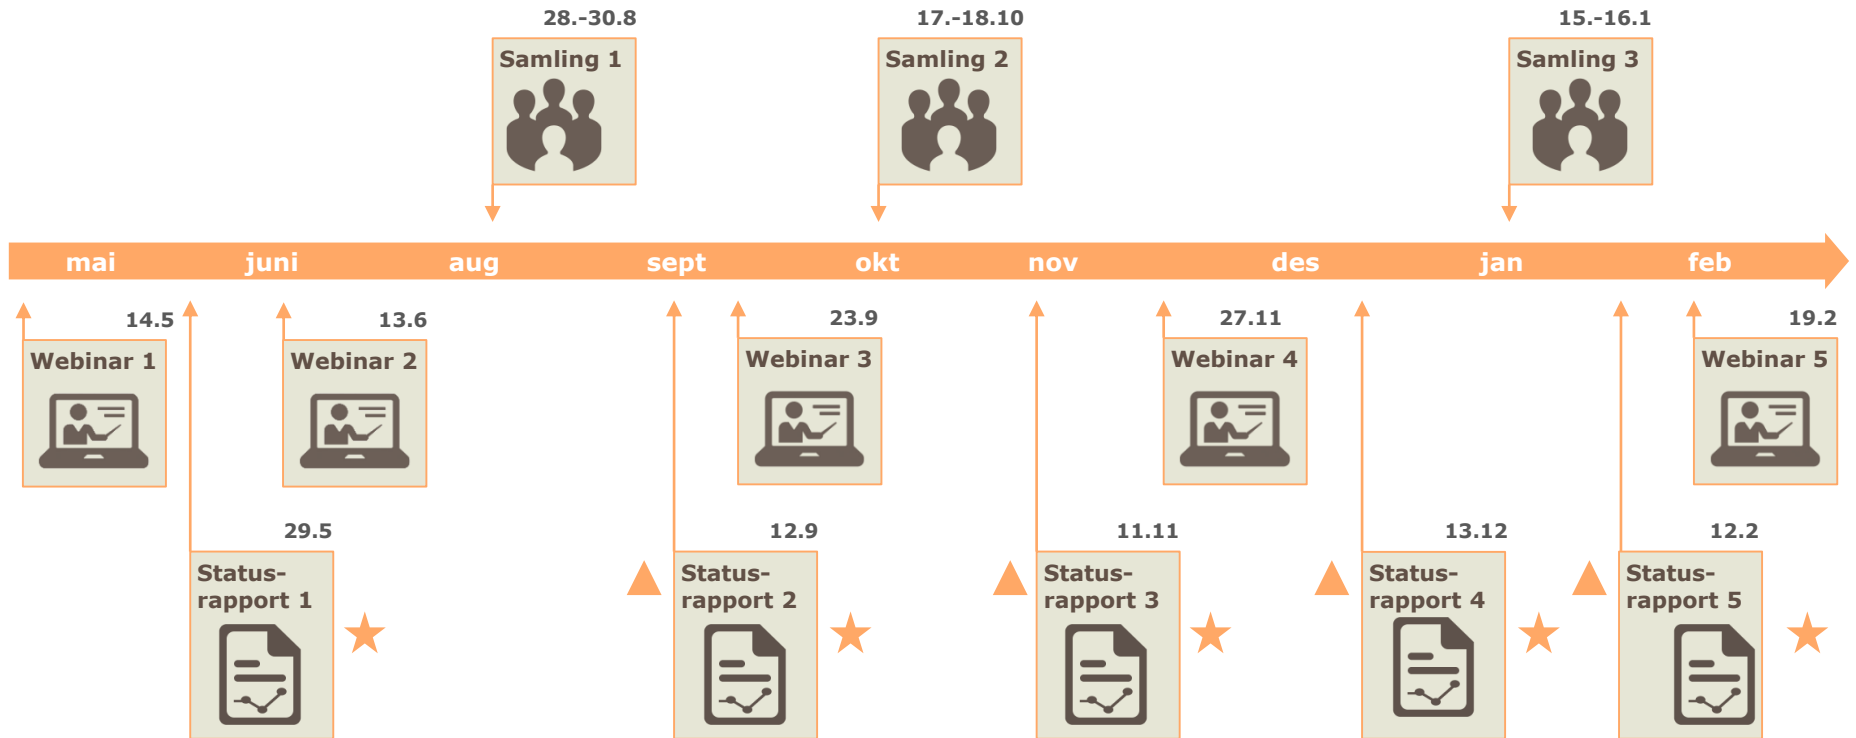 28.-30.8
Samling 1
17.-18.10
Samling 2
15.-16.1
Samling 3
mai juni aug sept okt nov des jan feb
14.5
Webinar 1
13.6
Webinar 2
23.9
Webinar 3
27.11
Webinar 4
19.2
Webinar 5
29.5
Status-
rapport 1
12.9
Status-
rapport 2
11.11
Status-
rapport 3
13.12
Status-
rapport 4
12.2
Status-
rapport 5